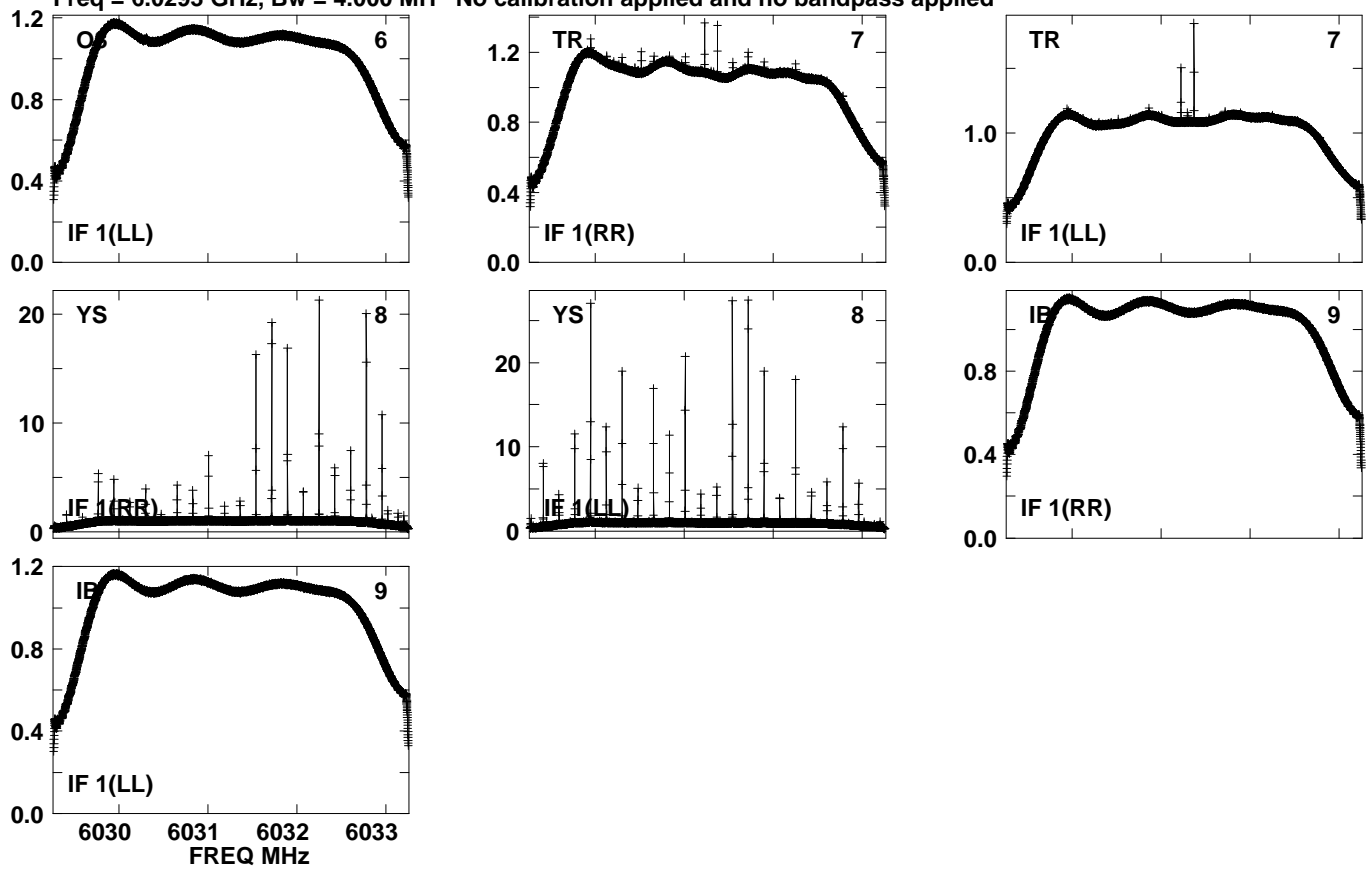 Freq = 6.0293 GHz, Bw = 4.000 MH No calibration applied and no bandpass applied
1.2
OS 6
0.8
0.4
IF 1(LL)
0.0
1.2
TR 7
0.8
0.4
IF 1(RR)
0.0
TR 7
1.0
IF 1(LL)
0.0
20
YS 8
10
IF 1(RR)
0
YS 8
20
10
IF 1(LL)
0
IB 9
0.8
0.4
IF 1(RR)
0.0
1.2
IB 9
0.8
0.4
IF 1(LL)
0.0
6030 6031 6032 6033
FREQ MHz